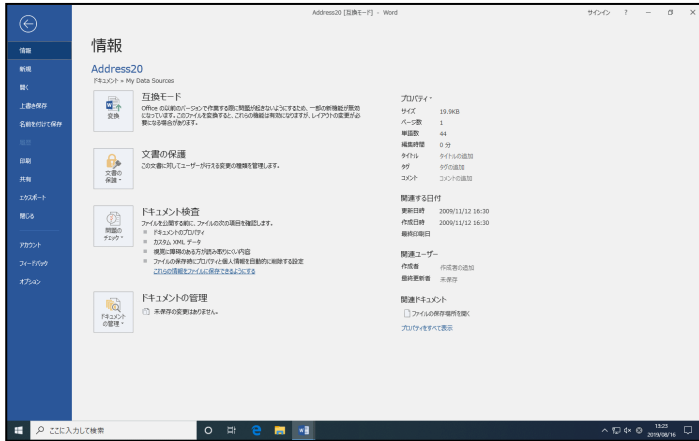 Address20 [互換モード] - Word
サインイン
?
情報
新規
開く
上書き保存
名前を付けて保存
履歴
印刷
共有
エクスポート
閉じる
アカウント
フィードバック
オプション
情報
Address20
ドキュメント » My Data Sources
変換
互換モード
Office の以前のバージョンで作業する際に問題が起きないようにするため、一部の新機能が無効
になっています。このファイルを変換すると、これらの機能は有効になりますが、レイアウトの変更が必
要になる場合があります。
文書の
保護
文書の保護
この文書に対してユーザーが行える変更の種類を管理します。
問題の
チェック
ドキュメント検査
ファイルを公開する前に、ファイルの次の項目を確認します。
ドキュメントのプロパティ
カスタム XML データ
視覚に障碍のある方が読み取りにくい内容
ファイルの保存時にプロパティと個人情報を自動的に削除する設定
これらの情報をファイルに保存できるようにする
ドキュメント
の管理
ドキュメントの管理
未保存の変更はありません。
プロパティ
サイズ 19.9KB
ページ数 1
単語数 44
編集時間 0 分
タイトル タイトルの追加
タグ タグの追加
コメント コメントの追加
関連する日付
更新日時 2009/11/12 16:30
作成日時 2009/11/12 16:30
最終印刷日
関連ユーザー
作成者 作成者の追加
最終更新者 未保存
関連ドキュメント
ファイルの保存場所を開く
プロパティをすべて表示
ここに入力して検索
13:23
2019/08/16